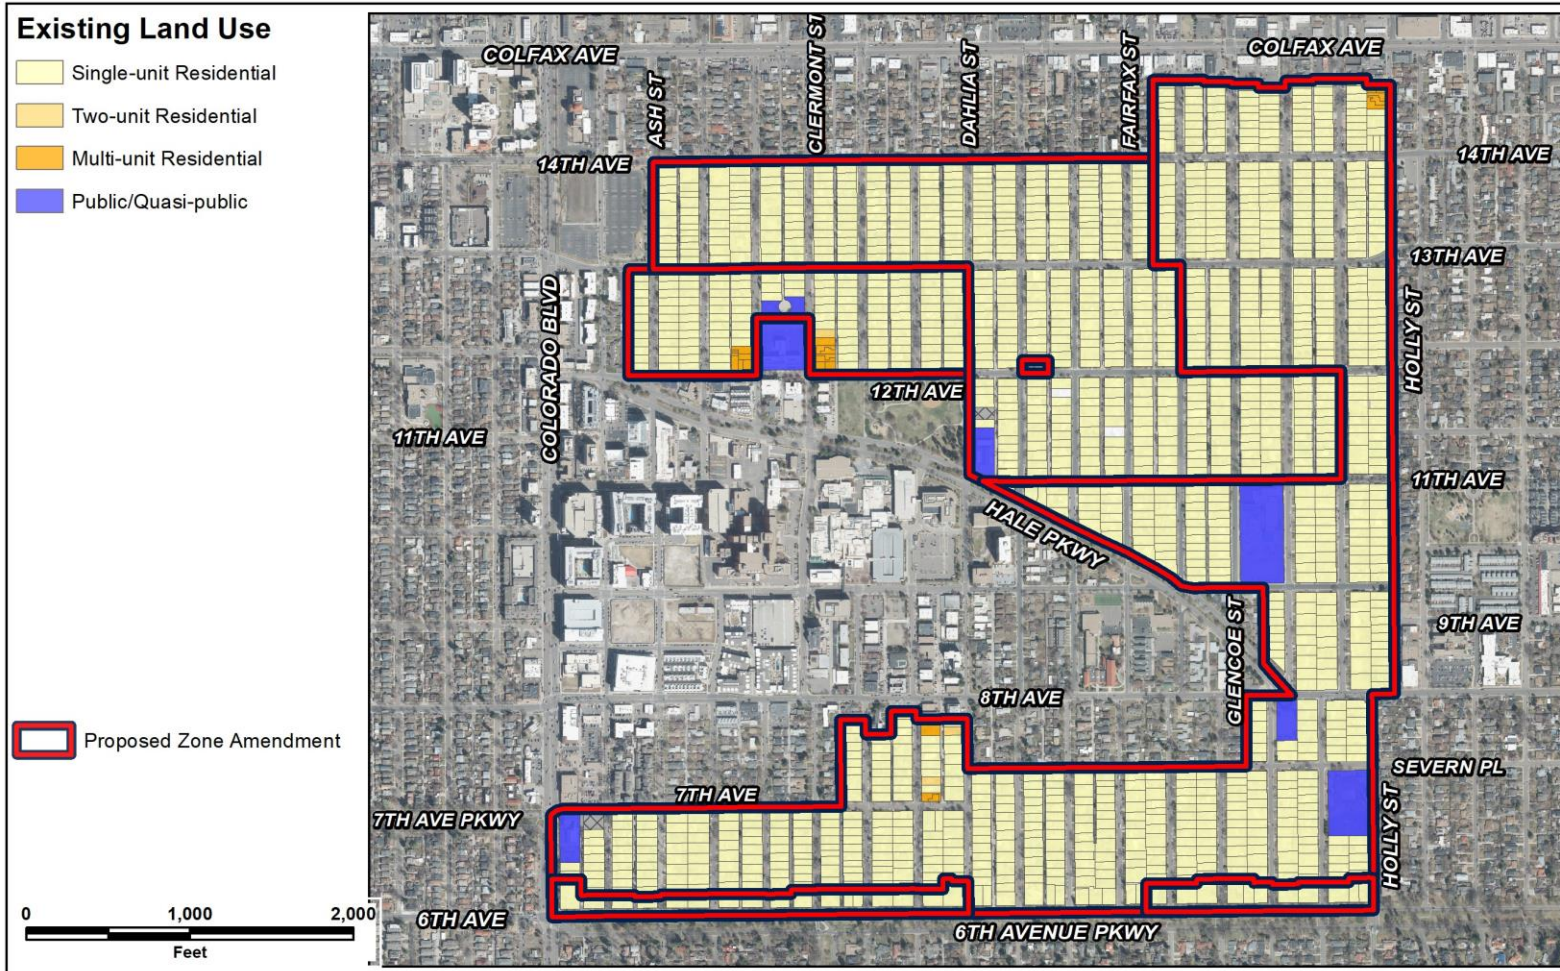 Existing Land Use
Single-unit Residential
Two-unit Residential
Multi-unit Residential
Public/Quasi-public
Proposed Zone Amendment
0 1,000 2,000
Feet
COLFAX AVE
COLFAX AVE
ASH ST
CLERMONT ST
DAHLIA ST
FAIRFAX ST
14TH AVE
14TH AVE
13TH AVE
COLORADO BLVD
HOLLY ST
12TH AVE
11TH AVE
11TH AVE
HALE PKWY
GLENCOE ST
9TH AVE
8TH AVE
SEVERN PL
7TH AVE
7TH AVE PKWY
HOLLY ST
6TH AVE
6TH AVENUE PKWY